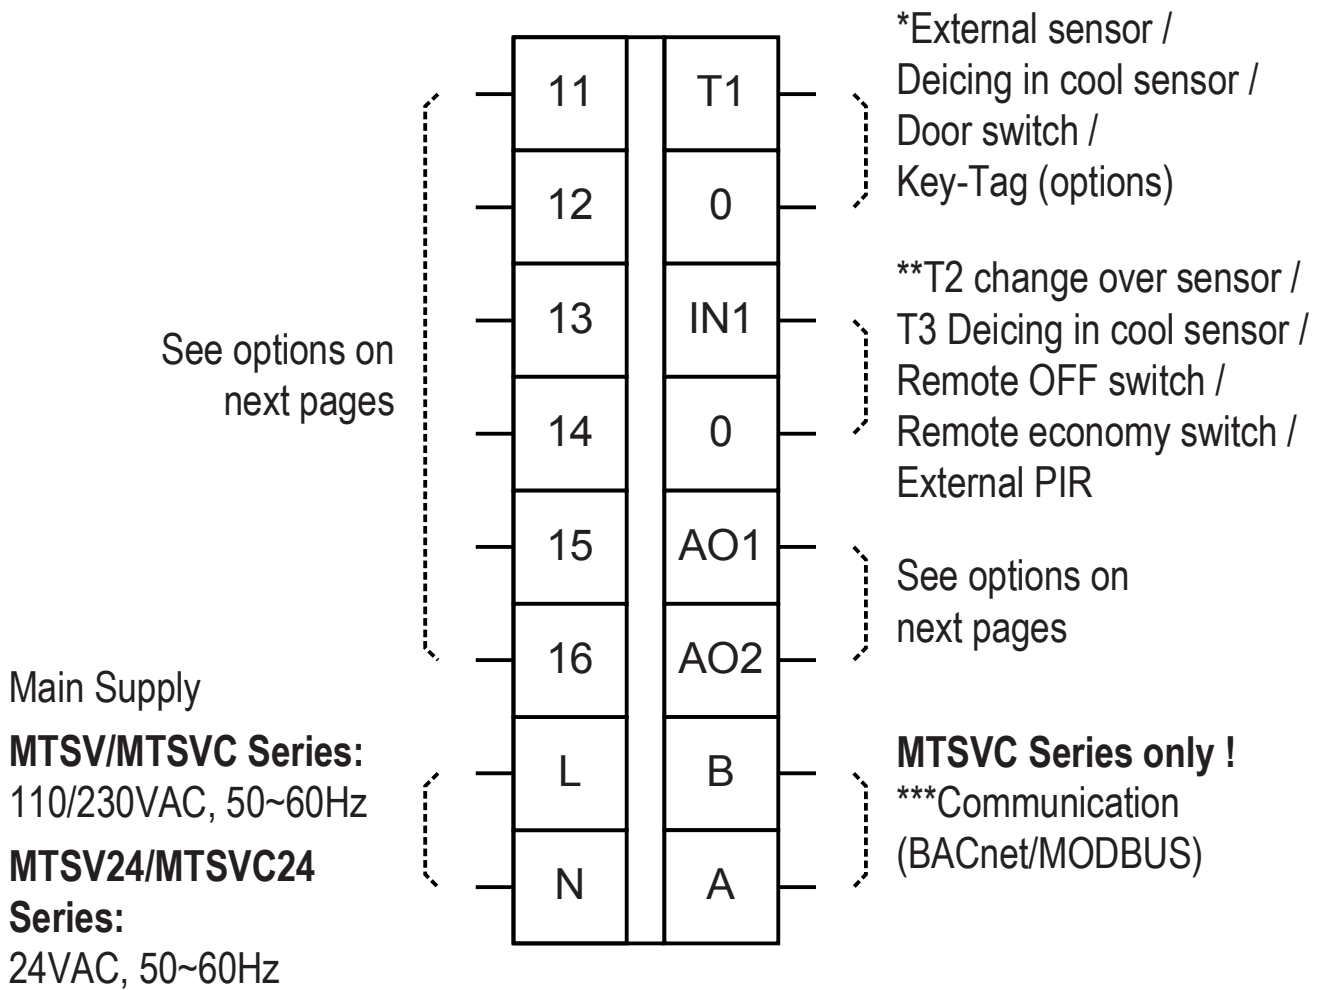 *External sensor /
Deicing in cool sensor /
Door switch /
Key-Tag (options)
11
T1
12
0
**T2 change over sensor /
T3 Deicing in cool sensor /
Remote OFF switch /
Remote economy switch /
External PIR
13
IN1
14
0
See options on
next pages
15
AO1
16
AO2
See options on
next pages
Main Supply
MTSV/MTSVC Series:
110/230VAC, 50~60Hz
MTSV24/MTSVC24
Series:
24VAC, 50~60Hz
L
B
N
A
MTSVC Series only !
***Communication
(BACnet/MODBUS)